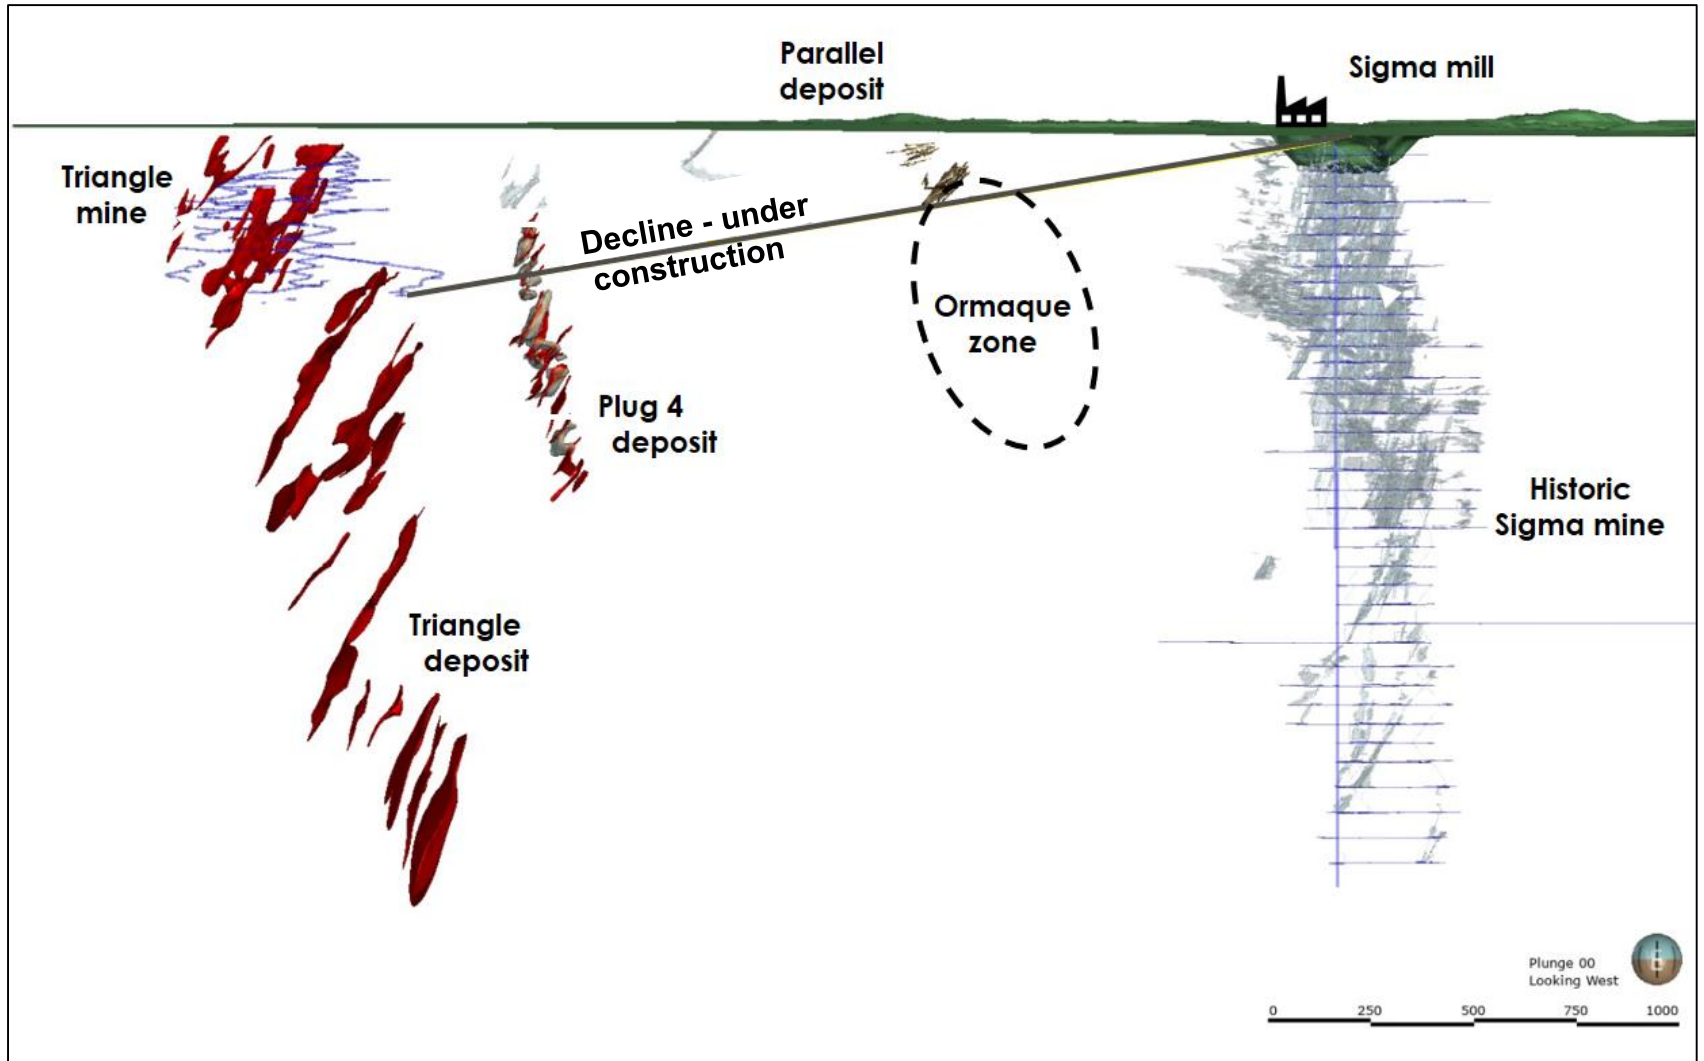 Parallel
deposit
Sigma mill
Triangle
mine
Decline - under
construction
Ormaque
zone
Plug 4
deposit
Historic
Sigma mine
Triangle
deposit
Plunge 00
Looking West
0 250 500 750 1000